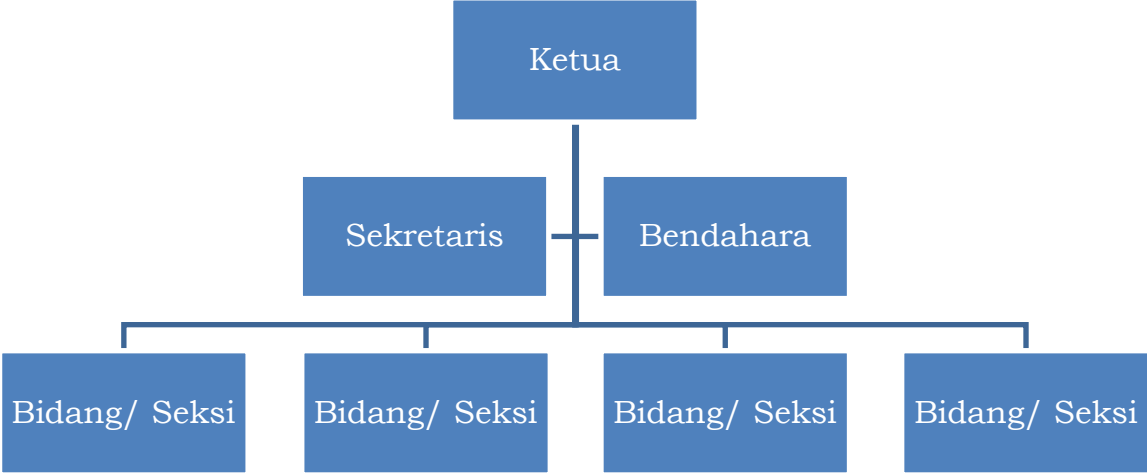 Ketua
Sekretaris
Bendahara
Bidang/ Seksi
Bidang/ Seksi
Bidang/ Seksi
Bidang/ Seksi